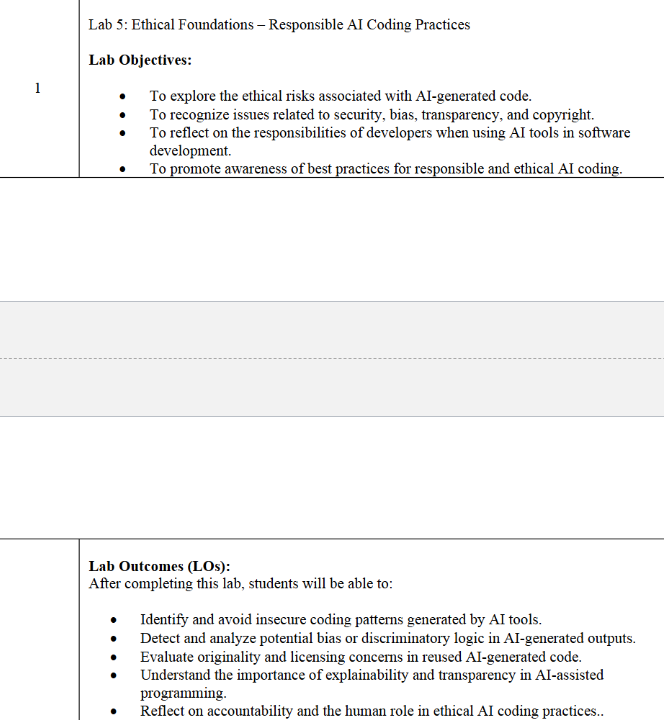 Lab 5: Ethical Foundations – Responsible AI Coding Practices
Lab Objectives:
1
• To explore the ethical risks associated with AI-generated code.
• To recognize issues related to security, bias, transparency, and copyright.
• To reflect on the responsibilities of developers when using AI tools in software
development.
• To promote awareness of best practices for responsible and ethical AI coding.
Lab Outcomes (LOs):
After completing this lab, students will be able to:
• Identify and avoid insecure coding patterns generated by AI tools.
• Detect and analyze potential bias or discriminatory logic in AI-generated outputs.
• Evaluate originality and licensing concerns in reused AI-generated code.
• Understand the importance of explainability and transparency in AI-assisted
programming.
• Reflect on accountability and the human role in ethical AI coding practices..